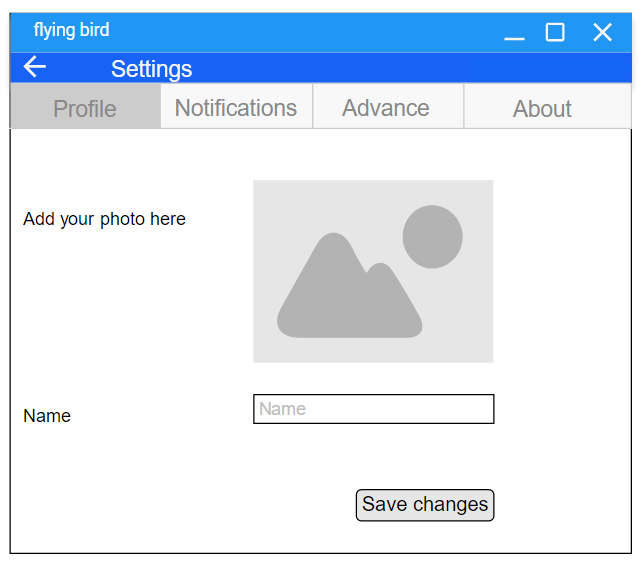 flying bird
Settings
Profile Notifications Advance About
Add your photo here
Name Name
Save changes